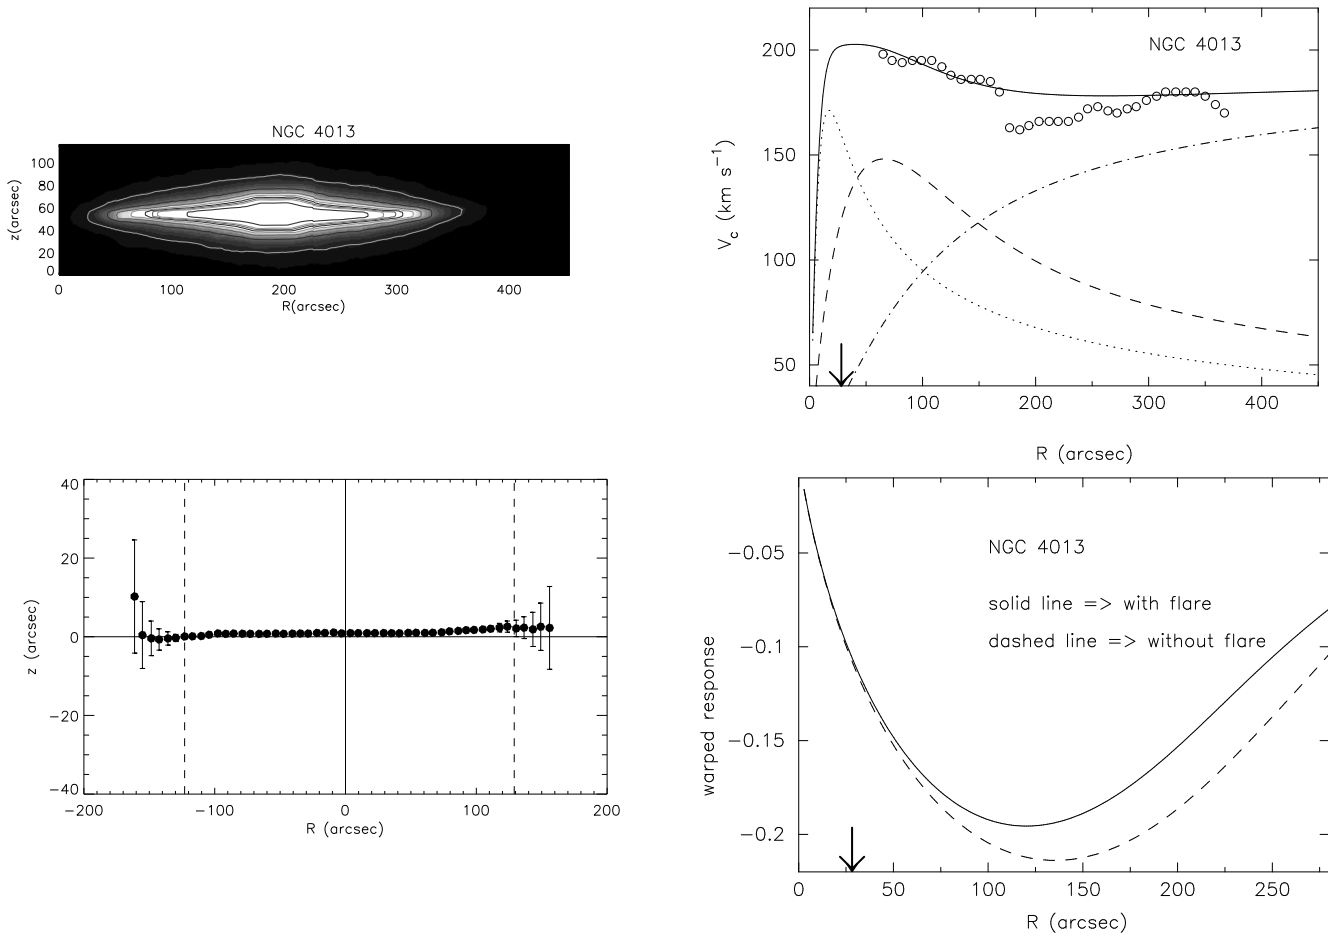 NGC 4013
z(arcsec)
100
80
60
40
20
0
0 100 200 300 400
R(arcsec)
NGC 4013
V_c (km s^{-1})
200
150
100
50
0 100 200 300 400
R (arcsec)
z (arcsec)
40
20
0
−20
−40
−200 −100 0 100 200
R (arcsec)
NGC 4013
solid line => with flare
dashed line => without flare
warped response
−0.05
−0.1
−0.15
−0.2
0 50 100 150 200 250
R (arcsec)